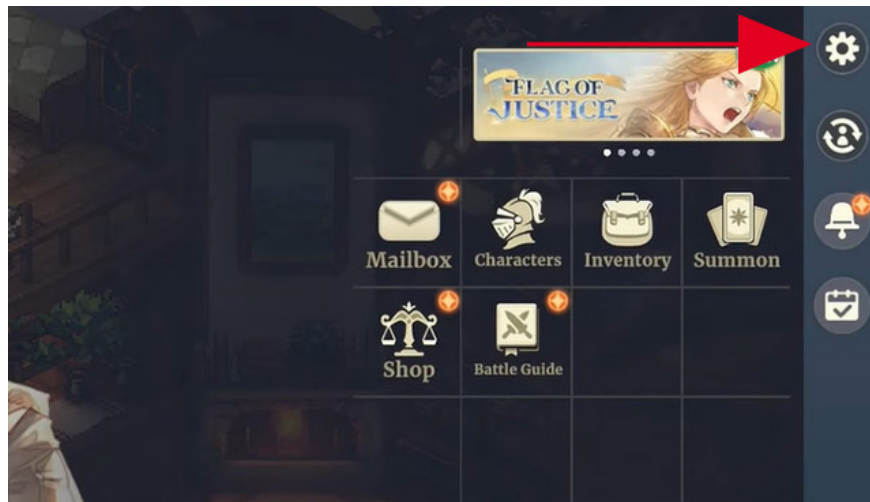 FLAG OF
JUSTICE
Mailbox
Characters
Inventory
Summon
Shop
Battle Guide